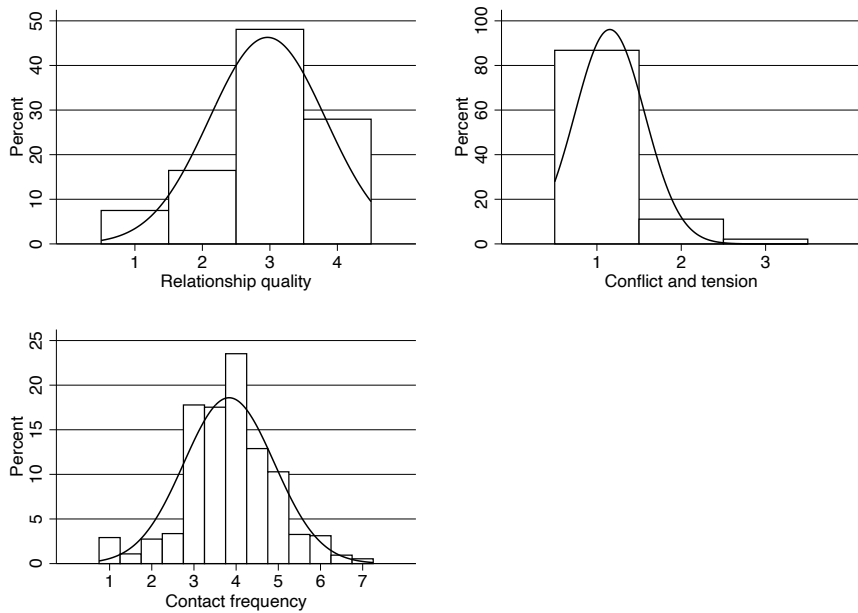 Percent
50
40
30
20
10
0
1 2 3 4
Relationship quality
Percent
100
80
60
40
20
0
1 2 3
Conflict and tension
Percent
25
20
15
10
5
0
1 2 3 4 5 6 7
Contact frequency